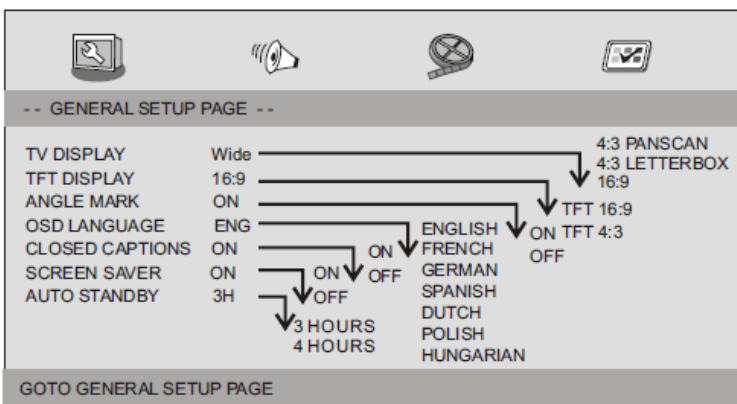 -- GENERAL SETUP PAGE --
TV DISPLAY Wide
TFT DISPLAY 16:9
ANGLE MARK ON
OSD LANGUAGE ENG
CLOSED CAPTIONS ON
SCREEN SAVER ON
AUTO STANDBY 3H
4:3 PANSCAN
4:3 LETTERBOX
16:9
TFT 16:9
TFT 4:3
ON
OFF
ENGLISH
FRENCH
GERMAN
SPANISH
DUTCH
POLISH
HUNGARIAN
ON
OFF
ON
OFF
3 HOURS
4 HOURS
GOTO GENERAL SETUP PAGE